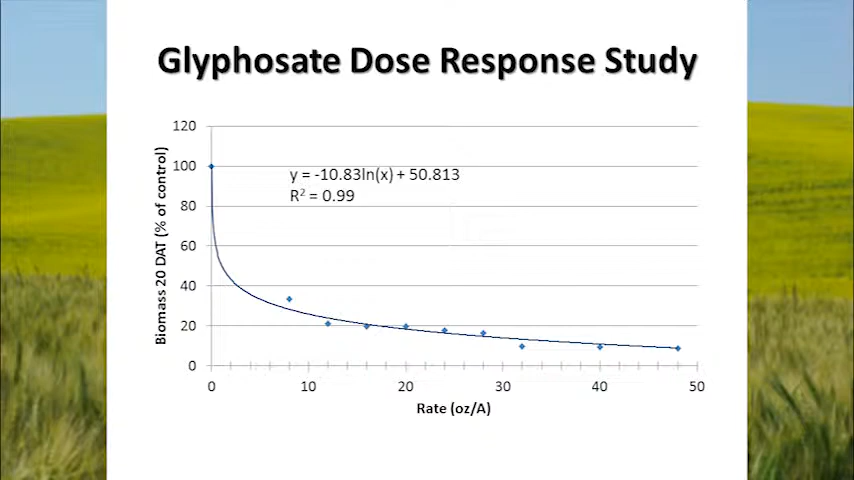 Glyphosate Dose Response Study
120
100
80
60
40
20
0
Biomass 20 DAT (% of control)
y = -10.83ln(x) + 50.813
R² = 0.99
0 10 20 30 40 50
Rate (oz/A)